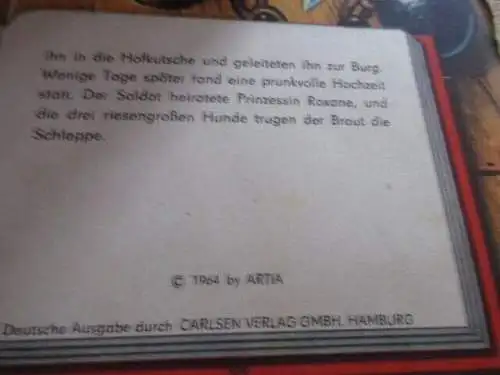 ihn in die Hofkutsche und geleiteten ihn zur Burg.
Wenige Tage später fand eine prunkvolle Hochzeit
statt. Der Soldat heiratete Prinzessin Roxane, und
die drei riesengroßen Hunde trugen der Braut die
Schleppe.
© 1964 by ARTIA
Deutsche Ausgabe durch CARLSEN VERLAG GMBH. HAMBURG